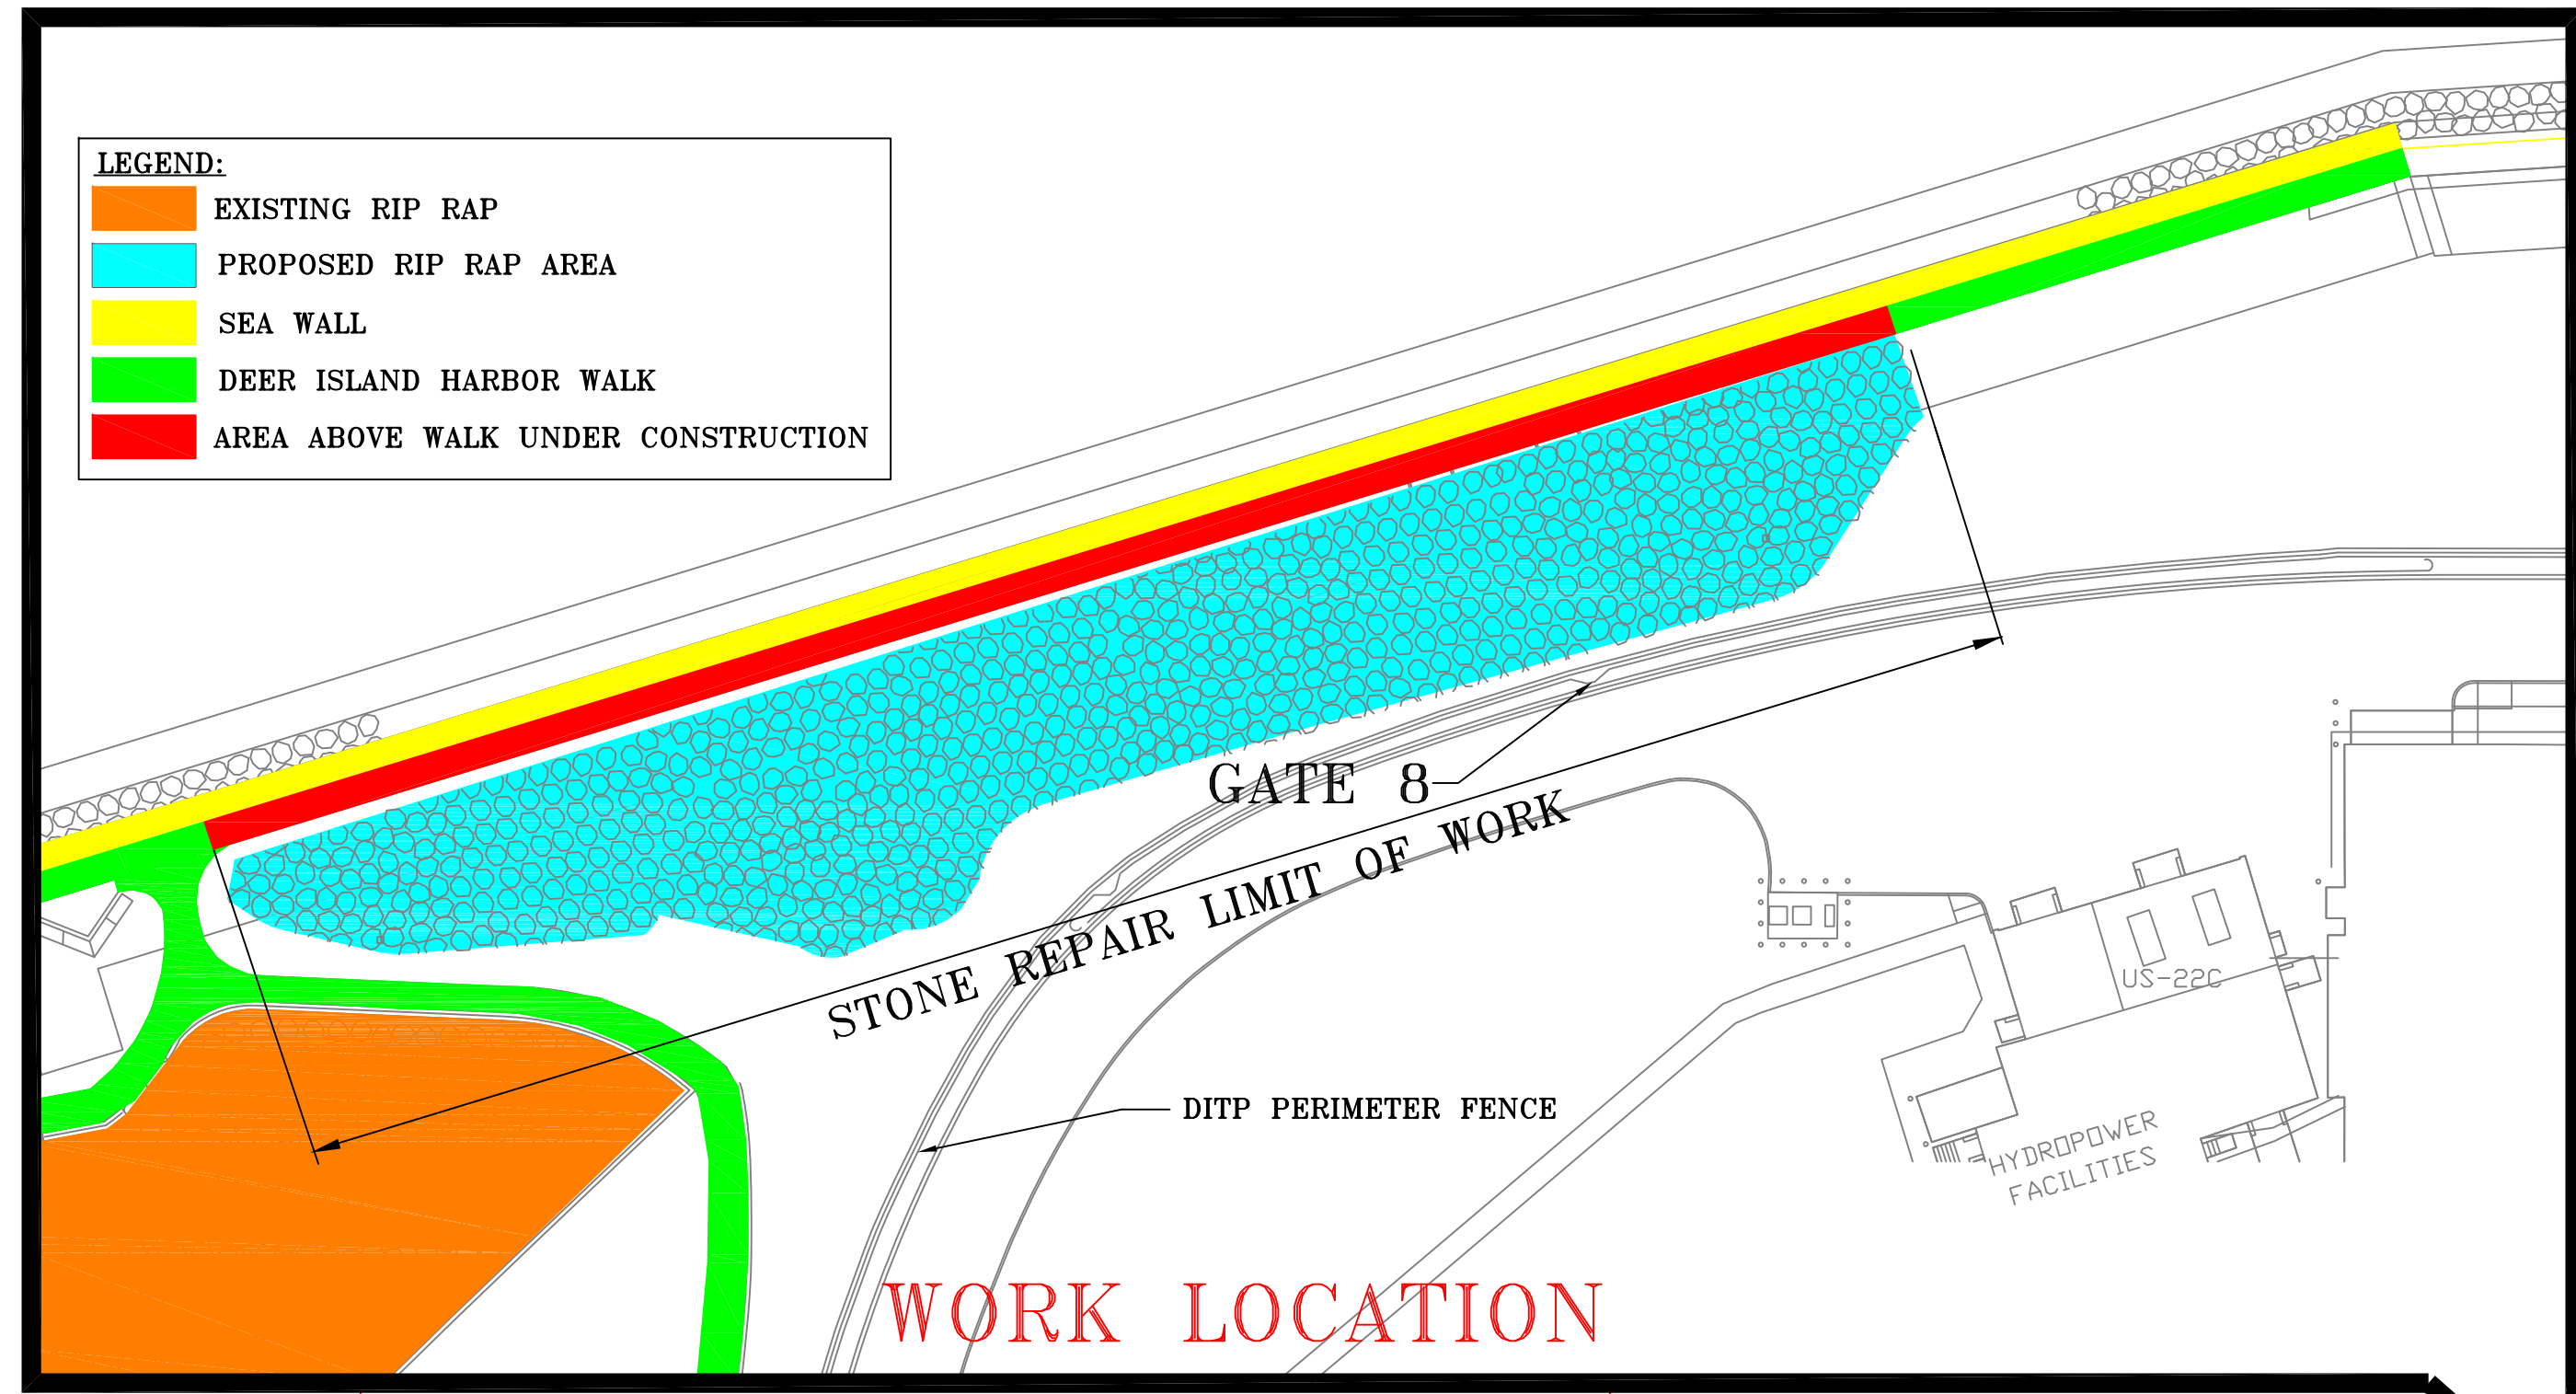 LEGEND:
EXISTING RIP RAP
PROPOSED RIP RAP AREA
SEA WALL
DEER ISLAND HARBOR WALK
AREA ABOVE WALK UNDER CONSTRUCTION
GATE 8
STONE REPAIR LIMIT OF WORK
US-22C
DITP PERIMETER FENCE
HYDROPOWER
FACILITIES
WORK LOCATION